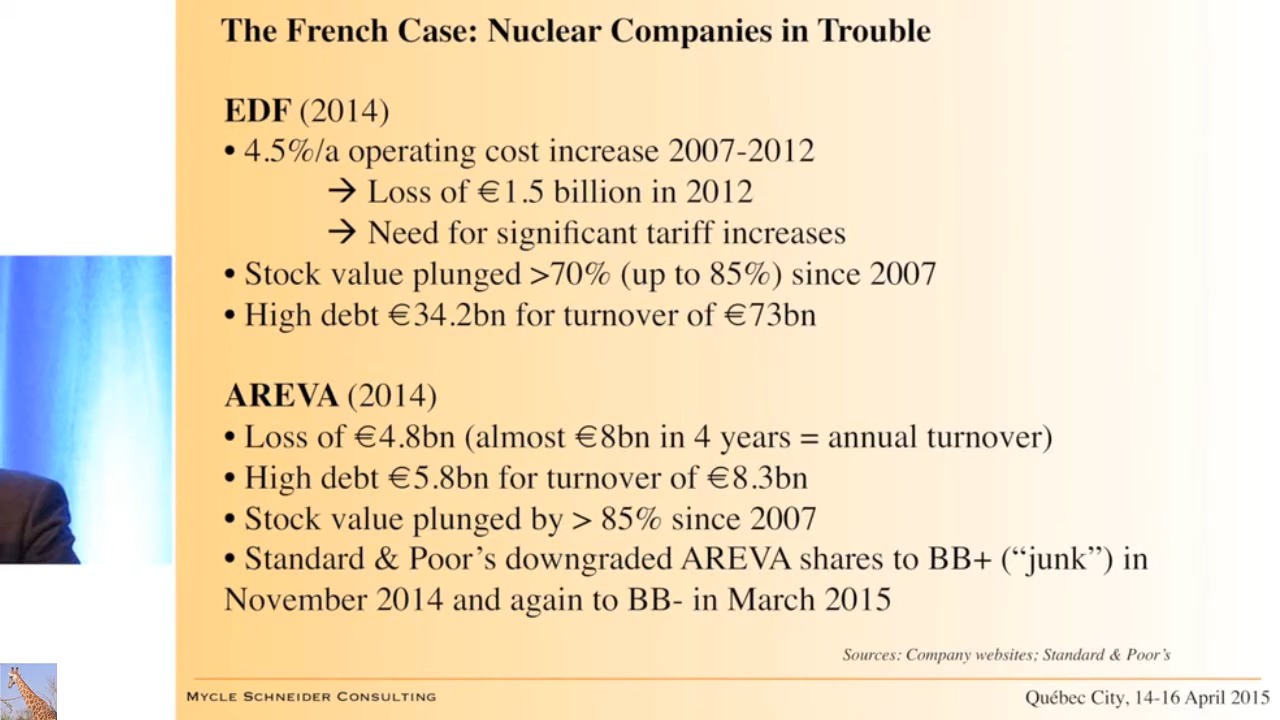 The French Case: Nuclear Companies in Trouble
EDF (2014)
• 4.5%/a operating cost increase 2007-2012
→ Loss of €1.5 billion in 2012
→ Need for significant tariff increases
• Stock value plunged >70% (up to 85%) since 2007
• High debt €34.2bn for turnover of €73bn
AREVA (2014)
• Loss of €4.8bn (almost €8bn in 4 years = annual turnover)
• High debt €5.8bn for turnover of €8.3bn
• Stock value plunged by > 85% since 2007
• Standard & Poor's downgraded AREVA shares to BB+ (“junk”) in
November 2014 and again to BB- in March 2015
Sources: Company websites; Standard & Poor's
MYCLE SCHNEIDER CONSULTING
Québec City, 14-16 April 2015